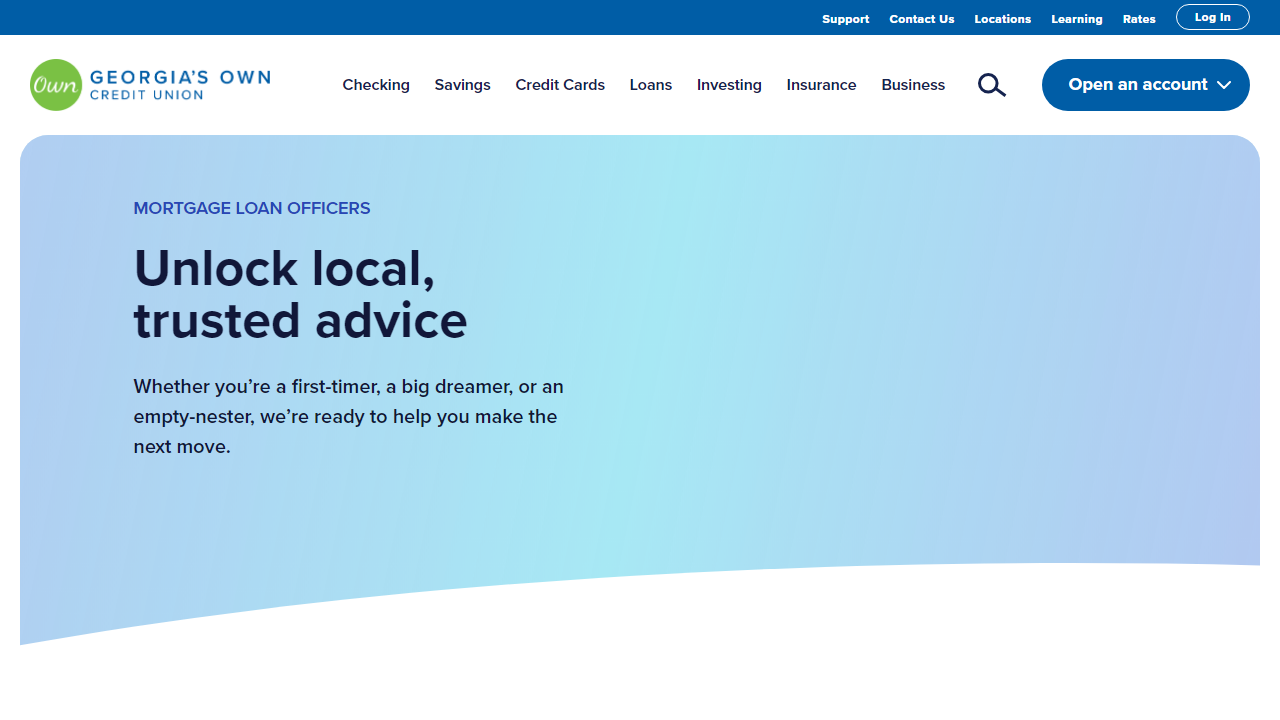 Support Contact Us Locations Learning Rates Log In
Own GEORGIA'S OWN
CREDIT UNION
Checking Savings Credit Cards Loans Investing Insurance Business Open an account
MORTGAGE LOAN OFFICERS
Unlock local,
trusted advice
Whether you’re a first-timer, a big dreamer, or an
empty-nester, we’re ready to help you make the
next move.